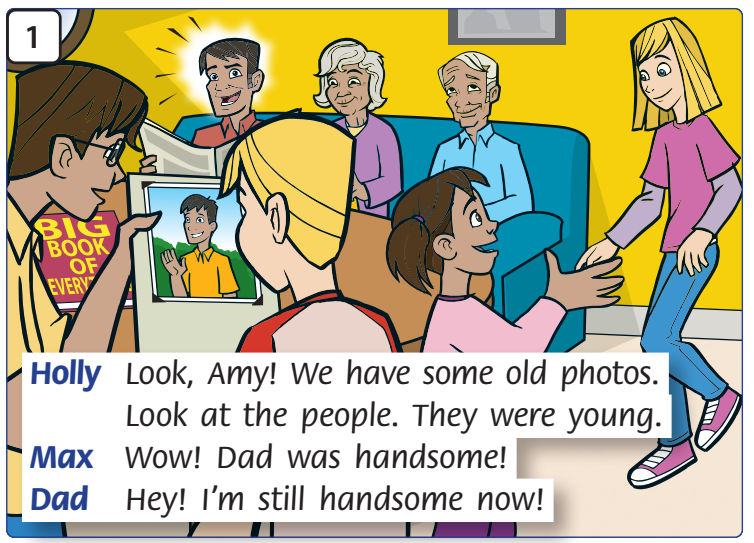 1
BIG
BOOK
OF
Holly Look, Amy! We have some old photos.
Look at the people. They were young.
Max Wow! Dad was handsome!
Dad Hey! I'm still handsome now!